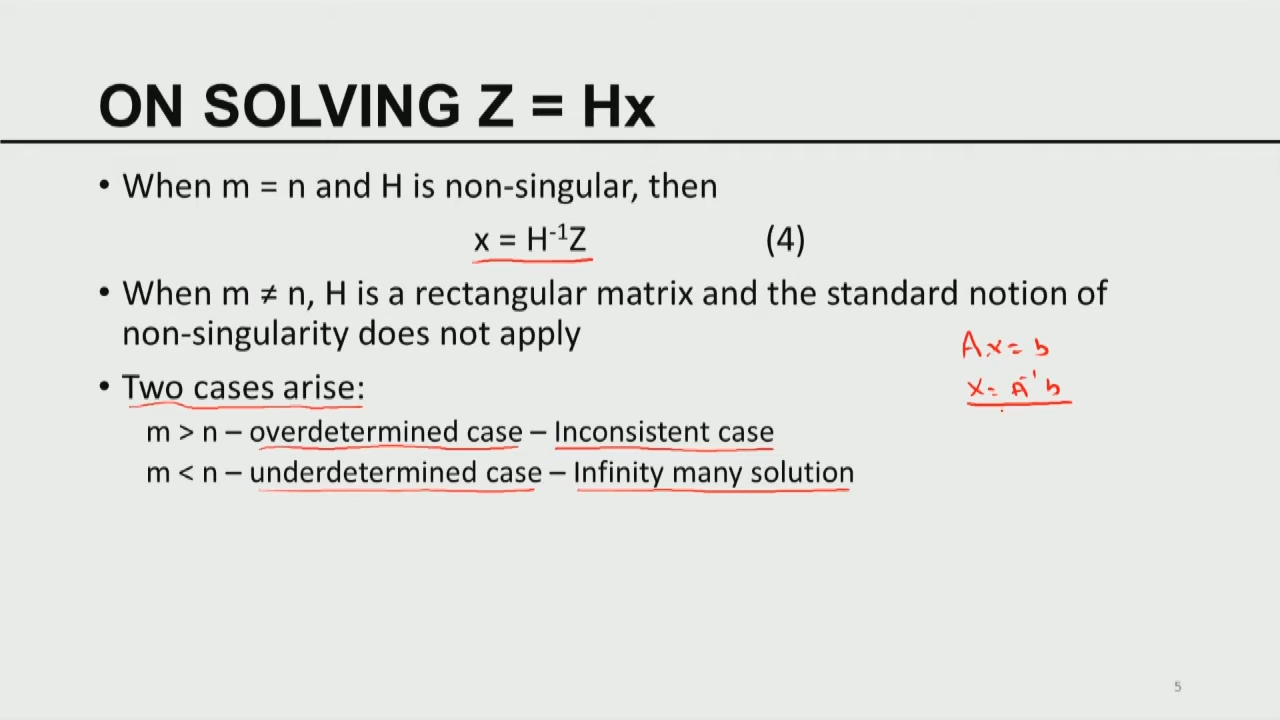 ON SOLVING Z = Hx
• When m = n and H is non-singular, then
x = H⁻¹Z (4)
• When m ≠ n, H is a rectangular matrix and the standard notion of
non-singularity does not apply
Ax = b
x = A⁻¹b
• Two cases arise:
m > n – overdetermined case – Inconsistent case
m < n – underdetermined case – Infinity many solution
5